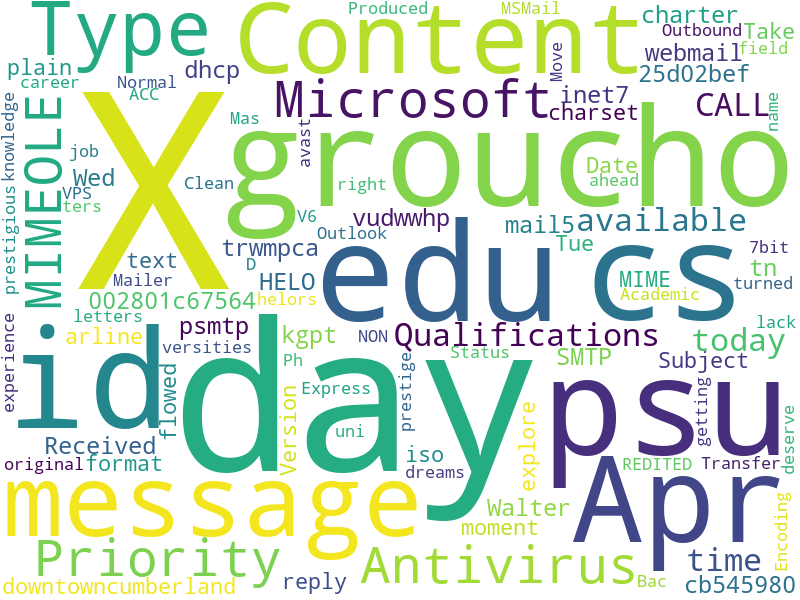 Produced MSMail charter Outbound Take
Type Content webmail field
plain dhcp Move 25d02bef
career Normal ACC
Microsoft inet7 charset CALL name
knowledge MIMEOLE X Mas avast groucho
job Wed Clean right Date ahead
VPS ters
prestigious V6 vudwwhp mail5 available
Outlook Tue 7bit
text trwmpca D edu cs tn
Mailer HELO MIME turned
002801c67564 helors Academic
letters psmtp kgpt NON Qualifications today lack
arline versities Status SMTP Subject
experience id day Ph Express prestige psu getting deserve
flowed Version uni explore
Received iso
original format dreams REDITED Transfer
message Walter Apr Encoding
moment
Priority Antivirus time
downtowncumberland reply Bac cb545980